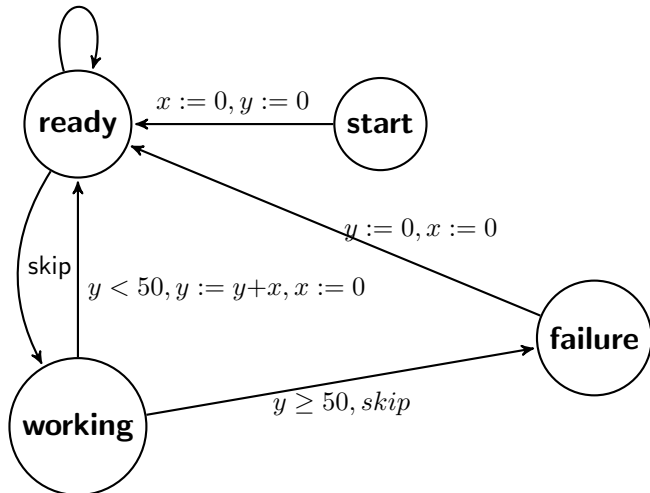 x := 0, y := 0
ready
start
y := 0, x := 0
skip
y < 50, y := y+x, x := 0
failure
y ≥ 50, skip
working